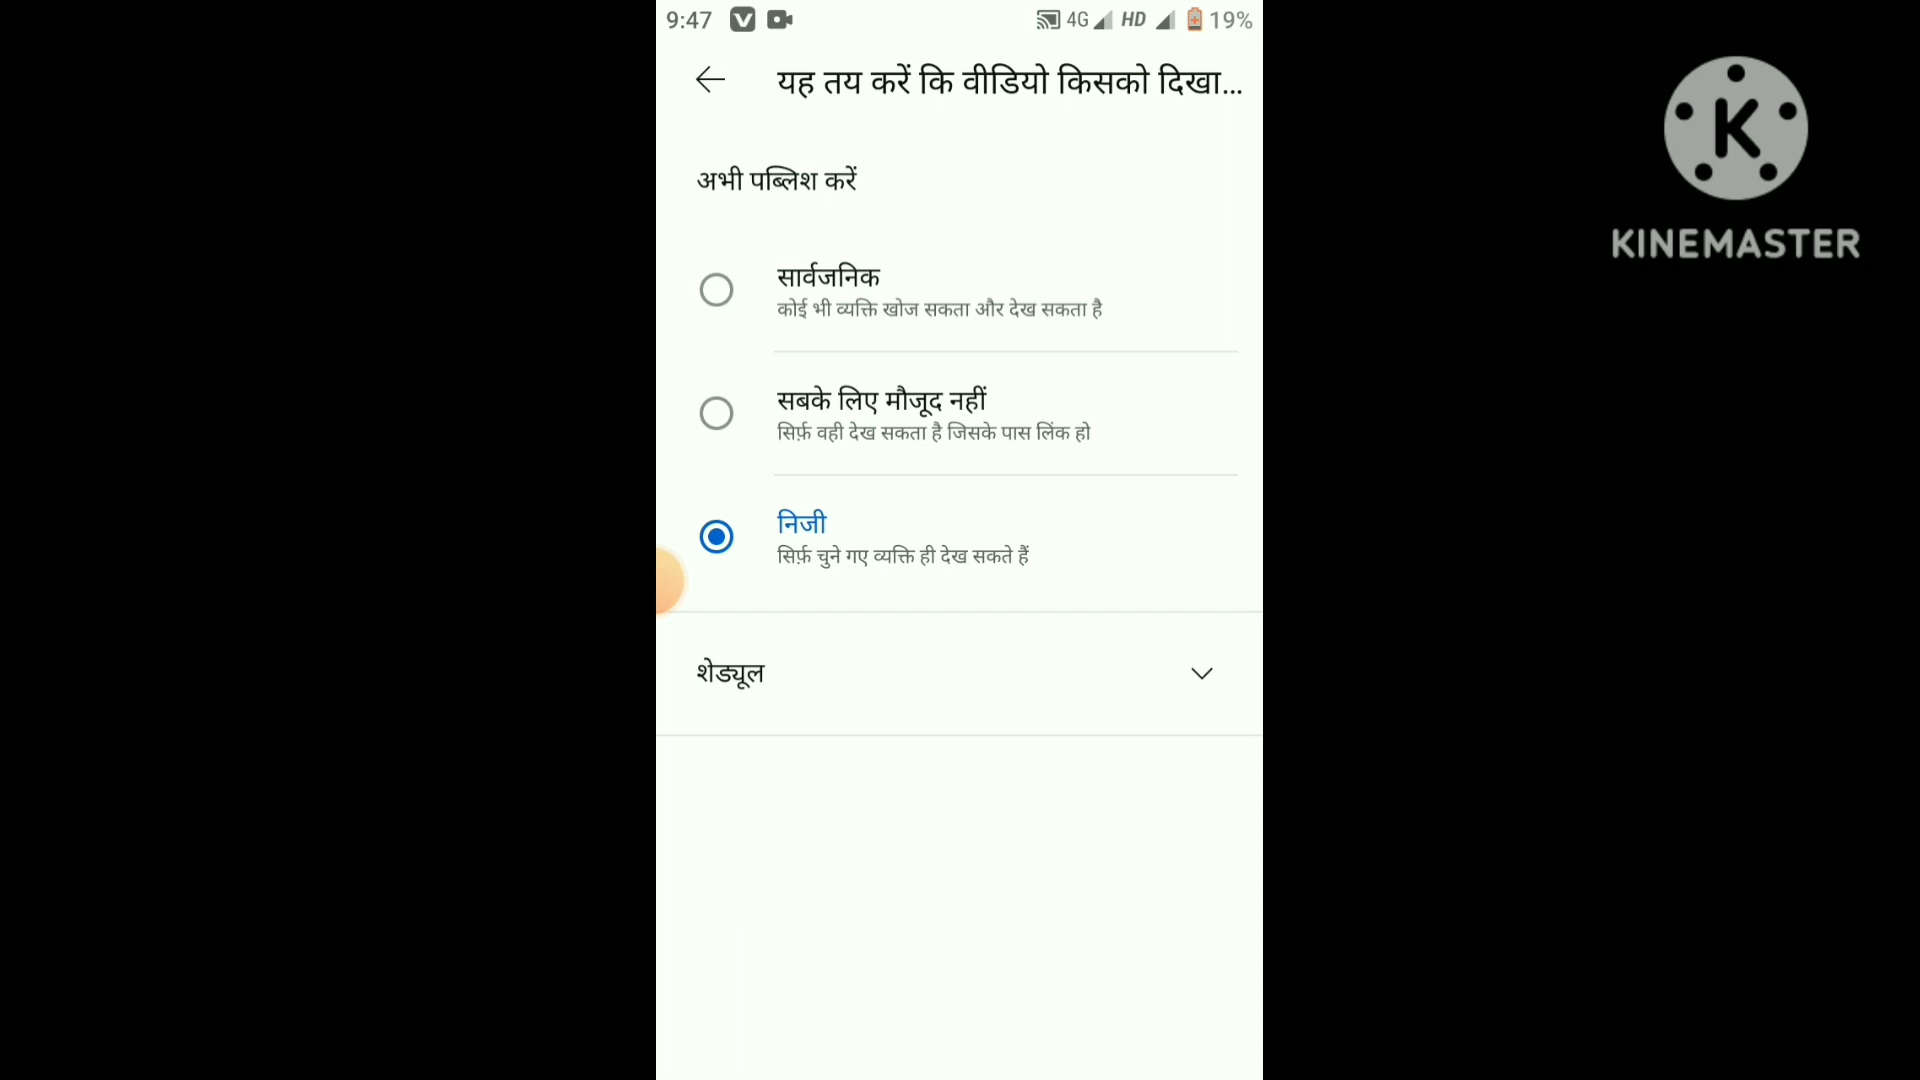 9:47 V 4G HD 19%
यह तय करें कि वीडियो किसको दिखा...
अभी पब्लिश करें
सार्वजनिक
कोई भी व्यक्ति खोज सकता और देख सकता है
सबके लिए मौजूद नहीं
सिर्फ़ वही देख सकता है जिसके पास लिंक हो
निजी
सिर्फ़ चुने गए व्यक्ति ही देख सकते हैं
शेड्यूल
K
KINEMASTER